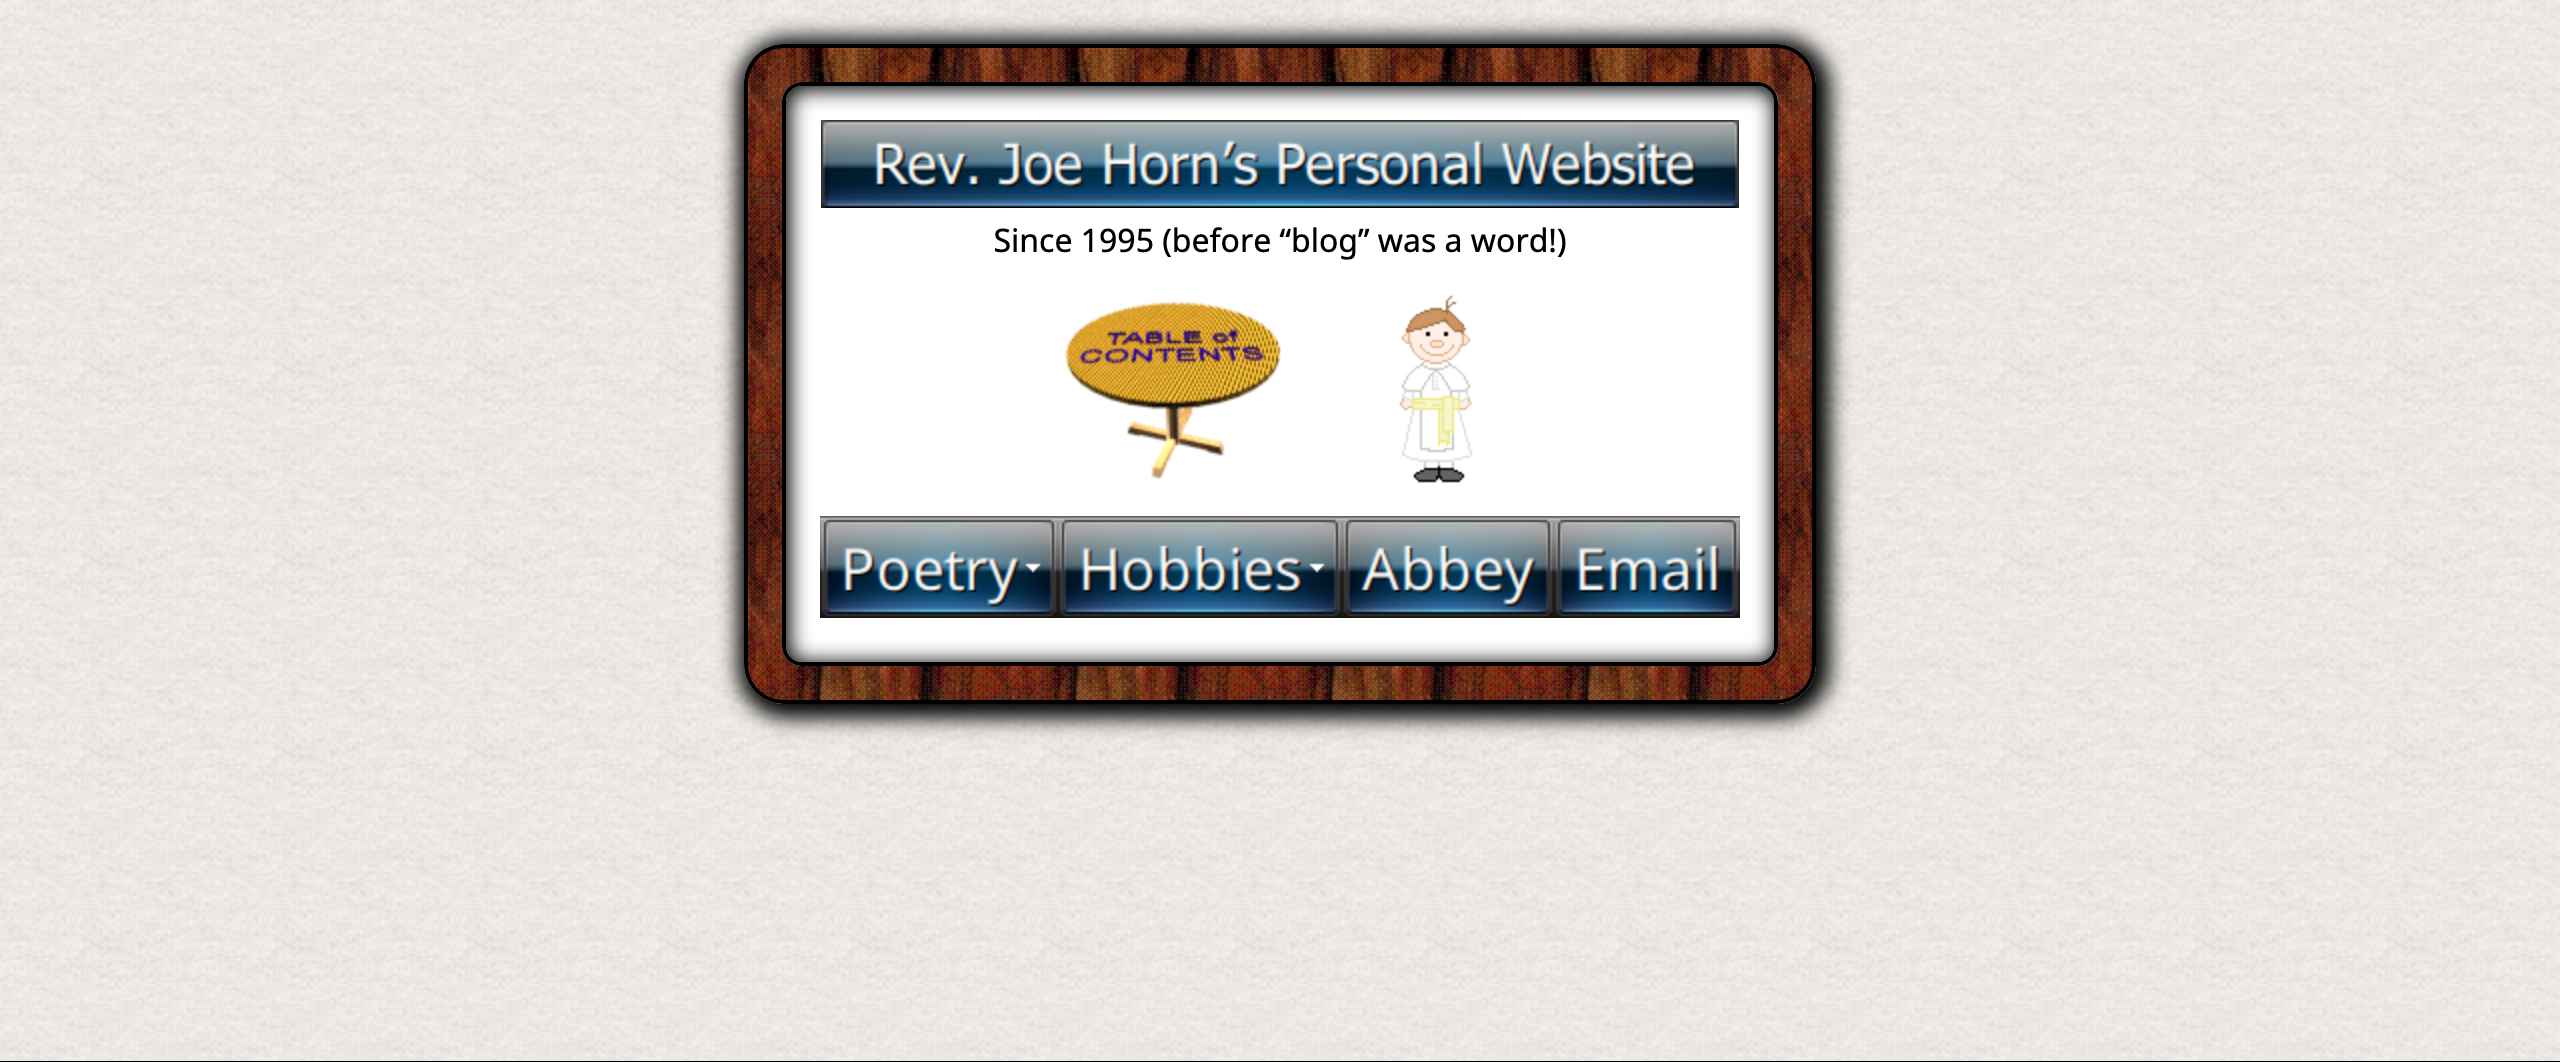 Rev. Joe Horn’s Personal Website
Since 1995 (before “blog” was a word!)
TABLE of
CONTENTS
Poetry Hobbies Abbey Email